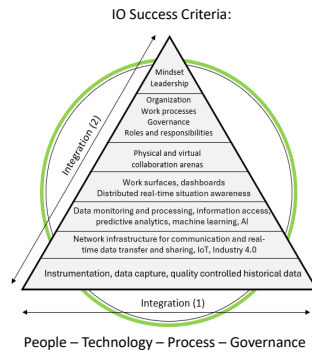 IO Success Criteria:
Mindset
Leadership
Organization
Work processes
Governance
Roles and responsibilities
Physical and virtual
collaboration arenas
Work surfaces, dashboards
Distributed real-time situation awareness
Data monitoring and processing, information access,
predictive analytics, machine learning, AI
Network infrastructure for communication and real-
time data transfer and sharing, IoT, Industry 4.0
Instrumentation, data capture, quality controlled historical data
Integration (2)
Integration (1)
People – Technology – Process – Governance